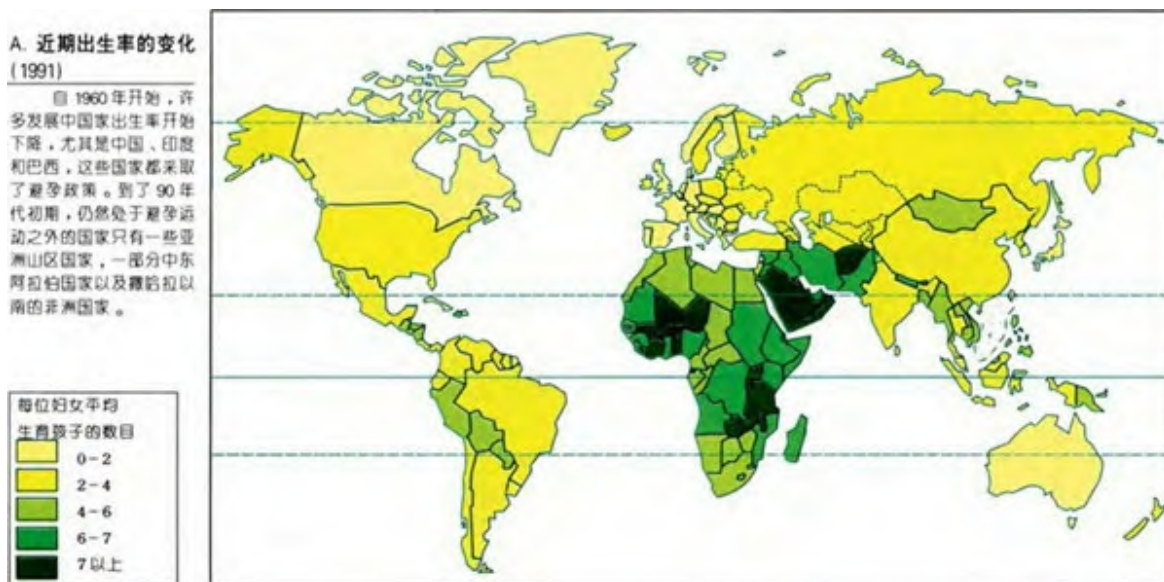 A. 近期出生率的变化
(1991)
自 1960 年开始，许
多发展中国家出生率开始
下降，尤其是中国、印度
和巴西，这些国家都采取
了避孕政策。到了 90 年
代初期，仍然处于避孕运
动之外的国家只有一些亚
洲山区国家，一部分中东
阿拉伯国家以及撒哈拉以
南的非洲国家。
每位妇女平均
生育孩子的数目
0-2
2-4
4-6
6-7
7以上